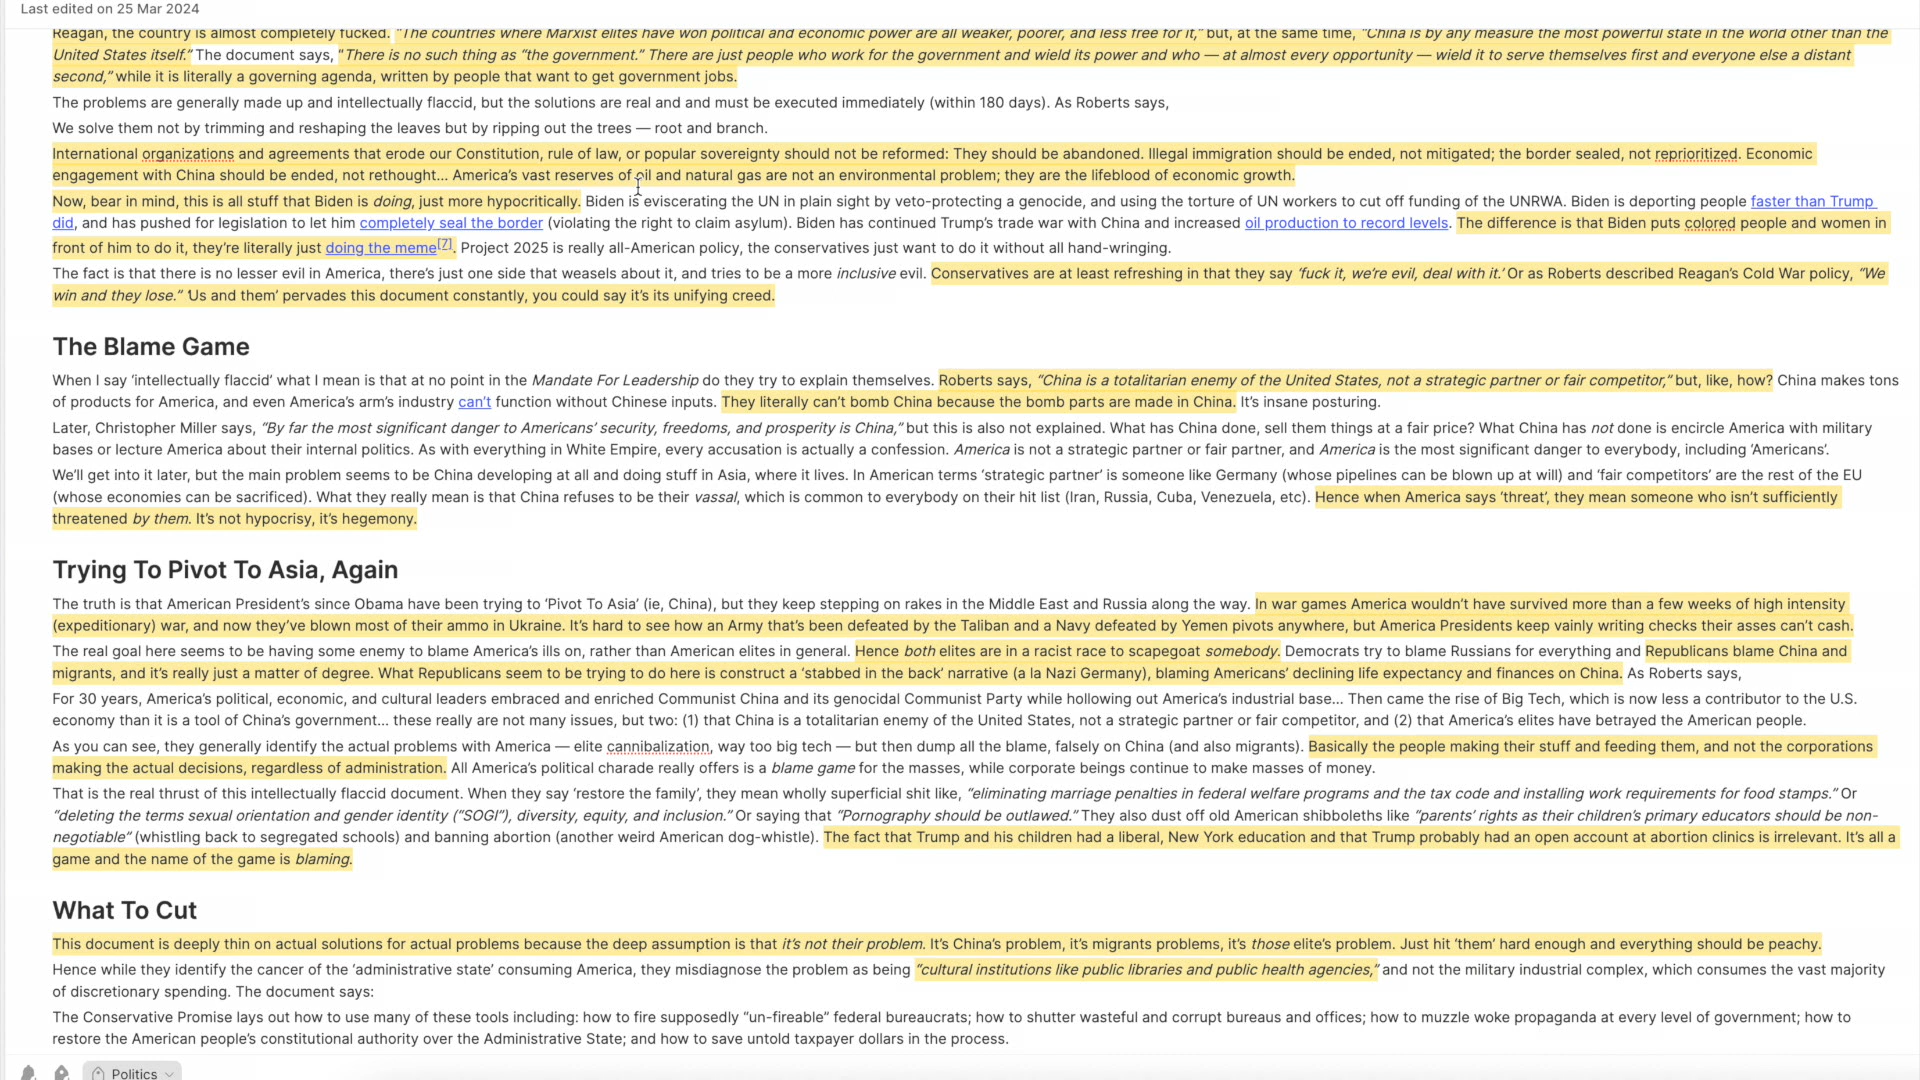 Last edited on 25 Mar 2024
Reagan, the country is almost completely fucked. “The countries where Marxist elites have won political and economic power are all weaker, poorer, and less free for it,” but, at the same time, “China is by any measure the most powerful state in the world other than the
United States itself.” The document says, “There is no such thing as “the government.” There are just people who work for the government and wield its power and who — at almost every opportunity — wield it to serve themselves first and everyone else a distant
second,” while it is literally a governing agenda, written by people that want to get government jobs.
The problems are generally made up and intellectually flaccid, but the solutions are real and and must be executed immediately (within 180 days). As Roberts says,
We solve them not by trimming and reshaping the leaves but by ripping out the trees — root and branch.
International organizations and agreements that erode our Constitution, rule of law, or popular sovereignty should not be reformed: They should be abandoned. Illegal immigration should be ended, not mitigated; the border sealed, not reprioritized. Economic
engagement with China should be ended, not rethought… America’s vast reserves of oil and natural gas are not an environmental problem; they are the lifeblood of economic growth.
Now, bear in mind, this is all stuff that Biden is doing, just more hypocritically. Biden is eviscerating the UN in plain sight by veto-protecting a genocide, and using the torture of UN workers to cut off funding of the UNRWA. Biden is deporting people faster than Trump
did, and has pushed for legislation to let him completely seal the border (violating the right to claim asylum). Biden has continued Trump’s trade war with China and increased oil production to record levels. The difference is that Biden puts colored people and women in
front of him to do it, they’re literally just doing the meme[7]. Project 2025 is really all-American policy, the conservatives just want to do it without all hand-wringing.
The fact is that there is no lesser evil in America, there’s just one side that weasels about it, and tries to be a more inclusive evil. Conservatives are at least refreshing in that they say ‘fuck it, we’re evil, deal with it.’ Or as Roberts described Reagan’s Cold War policy, “We
win and they lose.” ‘Us and them’ pervades this document constantly, you could say it’s its unifying creed.
The Blame Game
When I say ‘intellectually flaccid’ what I mean is that at no point in the Mandate For Leadership do they try to explain themselves. Roberts says, “China is a totalitarian enemy of the United States, not a strategic partner or fair competitor,” but, like, how? China makes tons
of products for America, and even America’s arm’s industry can’t function without Chinese inputs. They literally can’t bomb China because the bomb parts are made in China. It’s insane posturing.
Later, Christopher Miller says, “By far the most significant danger to Americans’ security, freedoms, and prosperity is China,” but this is also not explained. What has China done, sell them things at a fair price? What China has not done is encircle America with military
bases or lecture America about their internal politics. As with everything in White Empire, every accusation is actually a confession. America is not a strategic partner or fair partner, and America is the most significant danger to everybody, including ‘Americans’.
We’ll get into it later, but the main problem seems to be China developing at all and doing stuff in Asia, where it lives. In American terms ‘strategic partner’ is someone like Germany (whose pipelines can be blown up at will) and ‘fair competitors’ are the rest of the EU
(whose economies can be sacrificed). What they really mean is that China refuses to be their vassal, which is common to everybody on their hit list (Iran, Russia, Cuba, Venezuela, etc). Hence when America says ‘threat’, they mean someone who isn’t sufficiently
threatened by them. It’s not hypocrisy, it’s hegemony.
Trying To Pivot To Asia, Again
The truth is that American President’s since Obama have been trying to ‘Pivot To Asia’ (ie, China), but they keep stepping on rakes in the Middle East and Russia along the way. In war games America wouldn’t have survived more than a few weeks of high intensity
(expeditionary) war, and now they’ve blown most of their ammo in Ukraine. It’s hard to see how an Army that’s been defeated by the Taliban and a Navy defeated by Yemen pivots anywhere, but America Presidents keep vainly writing checks their asses can’t cash.
The real goal here seems to be having some enemy to blame America’s ills on, rather than American elites in general. Hence both elites are in a racist race to scapegoat somebody. Democrats try to blame Russians for everything and Republicans blame China and
migrants, and it’s really just a matter of degree. What Republicans seem to be trying to do here is construct a ‘stabbed in the back’ narrative (a la Nazi Germany), blaming Americans’ declining life expectancy and finances on China. As Roberts says,
For 30 years, America’s political, economic, and cultural leaders embraced and enriched Communist China and its genocidal Communist Party while hollowing out America’s industrial base… Then came the rise of Big Tech, which is now less a contributor to the U.S.
economy than it is a tool of China’s government… these really are not many issues, but two: (1) that China is a totalitarian enemy of the United States, not a strategic partner or fair competitor, and (2) that America’s elites have betrayed the American people.
As you can see, they generally identify the actual problems with America — elite cannibalization, way too big tech — but then dump all the blame, falsely on China (and also migrants). Basically the people making their stuff and feeding them, and not the corporations
making the actual decisions, regardless of administration. All America’s political charade really offers is a blame game for the masses, while corporate beings continue to make masses of money.
That is the real thrust of this intellectually flaccid document. When they say ‘restore the family’, they mean wholly superficial shit like, “eliminating marriage penalties in federal welfare programs and the tax code and installing work requirements for food stamps.” Or
“deleting the terms sexual orientation and gender identity (“SOGI”), diversity, equity, and inclusion.” Or saying that “Pornography should be outlawed.” They also dust off old American shibboleths like “parents’ rights as their children’s primary educators should be non-
negotiable” (whistling back to segregated schools) and banning abortion (another weird American dog-whistle). The fact that Trump and his children had a liberal, New York education and that Trump probably had an open account at abortion clinics is irrelevant. It’s all a
game and the name of the game is blaming.
What To Cut
This document is deeply thin on actual solutions for actual problems because the deep assumption is that it’s not their problem. It’s China’s problem, it’s migrants problems, it’s those elite’s problem. Just hit ‘them’ hard enough and everything should be peachy.
Hence while they identify the cancer of the ‘administrative state’ consuming America, they misdiagnose the problem as being “cultural institutions like public libraries and public health agencies,” and not the military industrial complex, which consumes the vast majority
of discretionary spending. The document says:
The Conservative Promise lays out how to use many of these tools including: how to fire supposedly “un-fireable” federal bureaucrats; how to shutter wasteful and corrupt bureaus and offices; how to muzzle woke propaganda at every level of government; how to
restore the American people’s constitutional authority over the Administrative State; and how to save untold taxpayer dollars in the process.
Politics